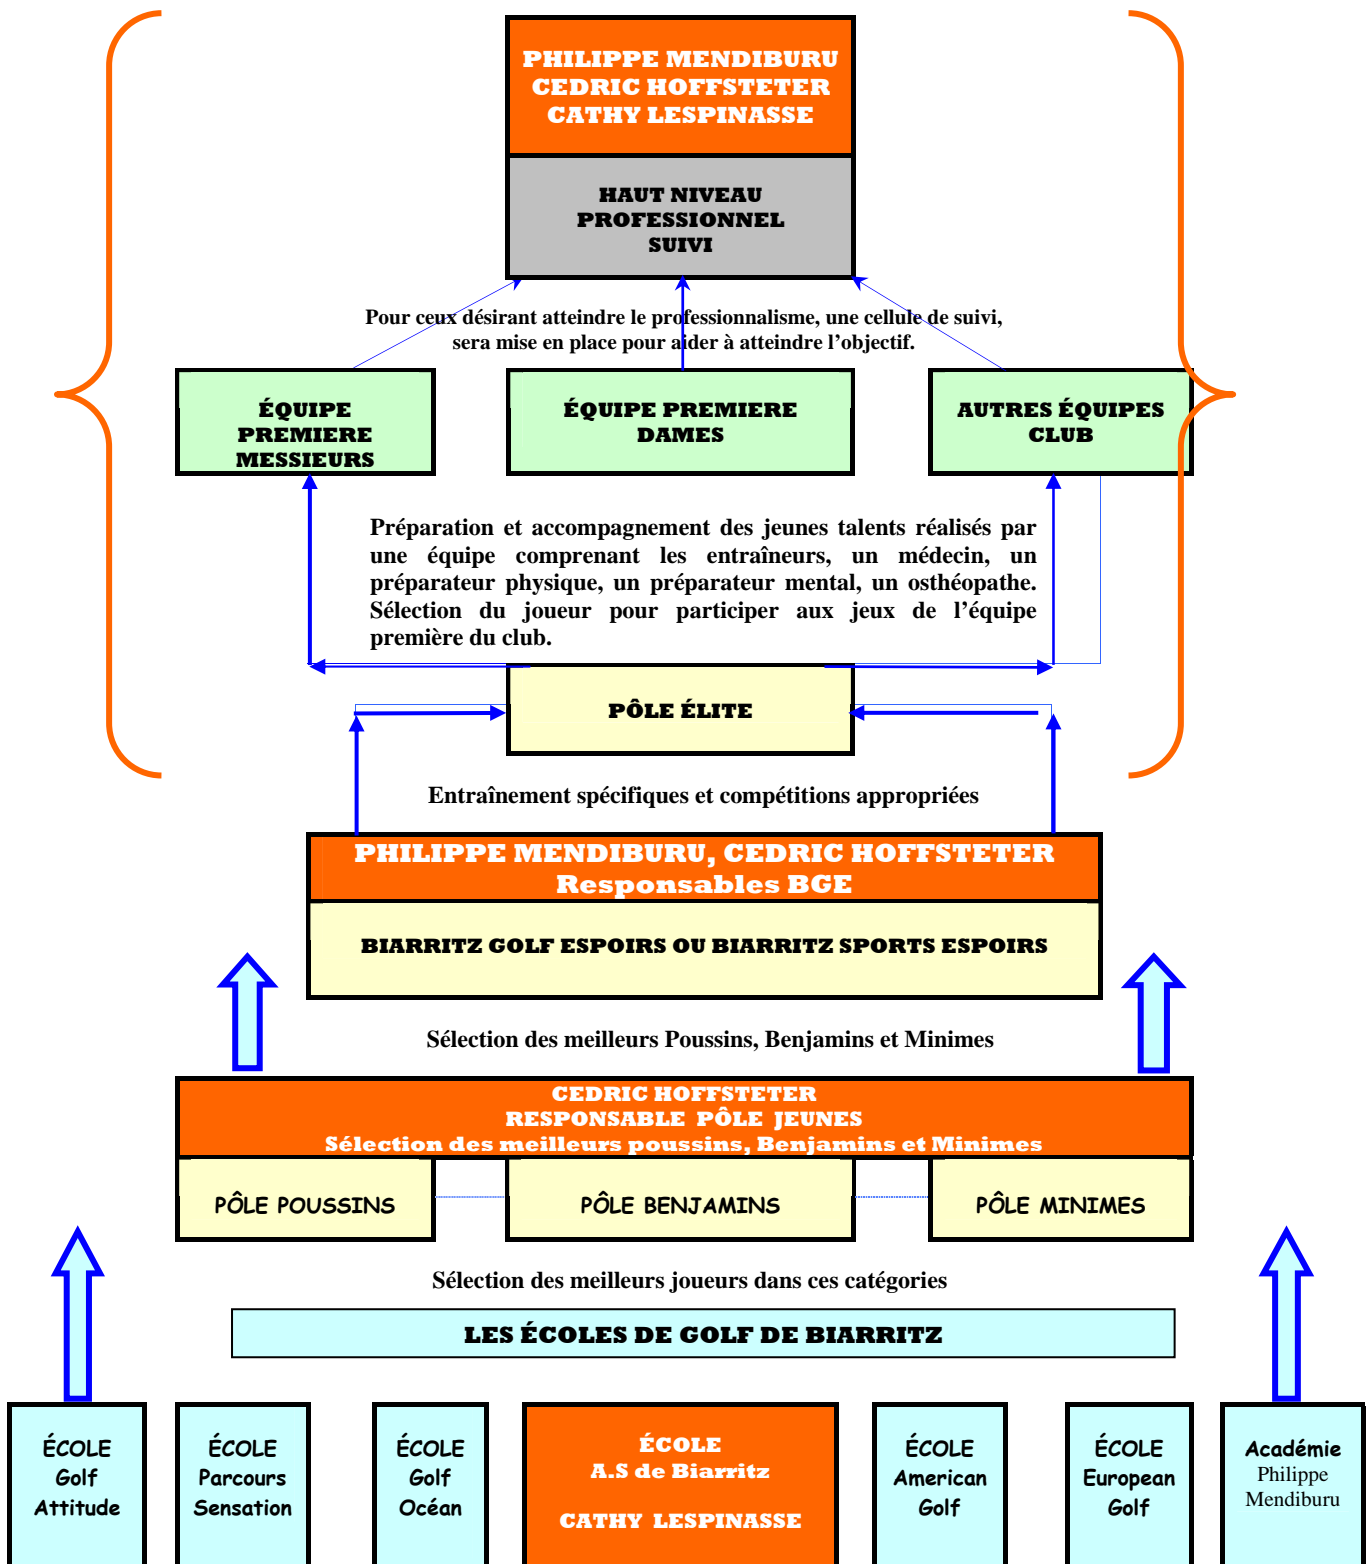 PHILIPPE MENDIBURU
CEDRIC HOFFSTETER
CATHY LESPINASSE
HAUT NIVEAU
PROFESSIONNEL
SUIVI
Pour ceux désirant atteindre le professionnalisme, une cellule de suivi,
sera mise en place pour aider à atteindre l’objectif.
ÉQUIPE
PREMIERE
MESSIEURS
ÉQUIPE PREMIERE
DAMES
AUTRES ÉQUIPES
CLUB
Préparation et accompagnement des jeunes talents réalisés par
une équipe comprenant les entraîneurs, un médecin, un
préparateur physique, un préparateur mental, un osthéopathe.
Sélection du joueur pour participer aux jeux de l’équipe
première du club.
PÔLE ÉLITE
Entraînement spécifiques et compétitions appropriées
PHILIPPE MENDIBURU, CEDRIC HOFFSTETER
Responsables BGE
BIARRITZ GOLF ESPOIRS OU BIARRITZ SPORTS ESPOIRS
Sélection des meilleurs Poussins, Benjamins et Minimes
CEDRIC HOFFSTETER
RESPONSABLE PÔLE JEUNES
Sélection des meilleurs poussins, Benjamins et Minimes
PÔLE POUSSINS
PÔLE BENJAMINS
PÔLE MINIMES
Sélection des meilleurs joueurs dans ces catégories
LES ÉCOLES DE GOLF DE BIARRITZ
ÉCOLE
Golf
Attitude
ÉCOLE
Parcours
Sensation
ÉCOLE
Golf
Océan
ÉCOLE
A.S de Biarritz
CATHY LESPINASSE
ÉCOLE
American
Golf
ÉCOLE
European
Golf
Académie
Philippe
Mendiburu